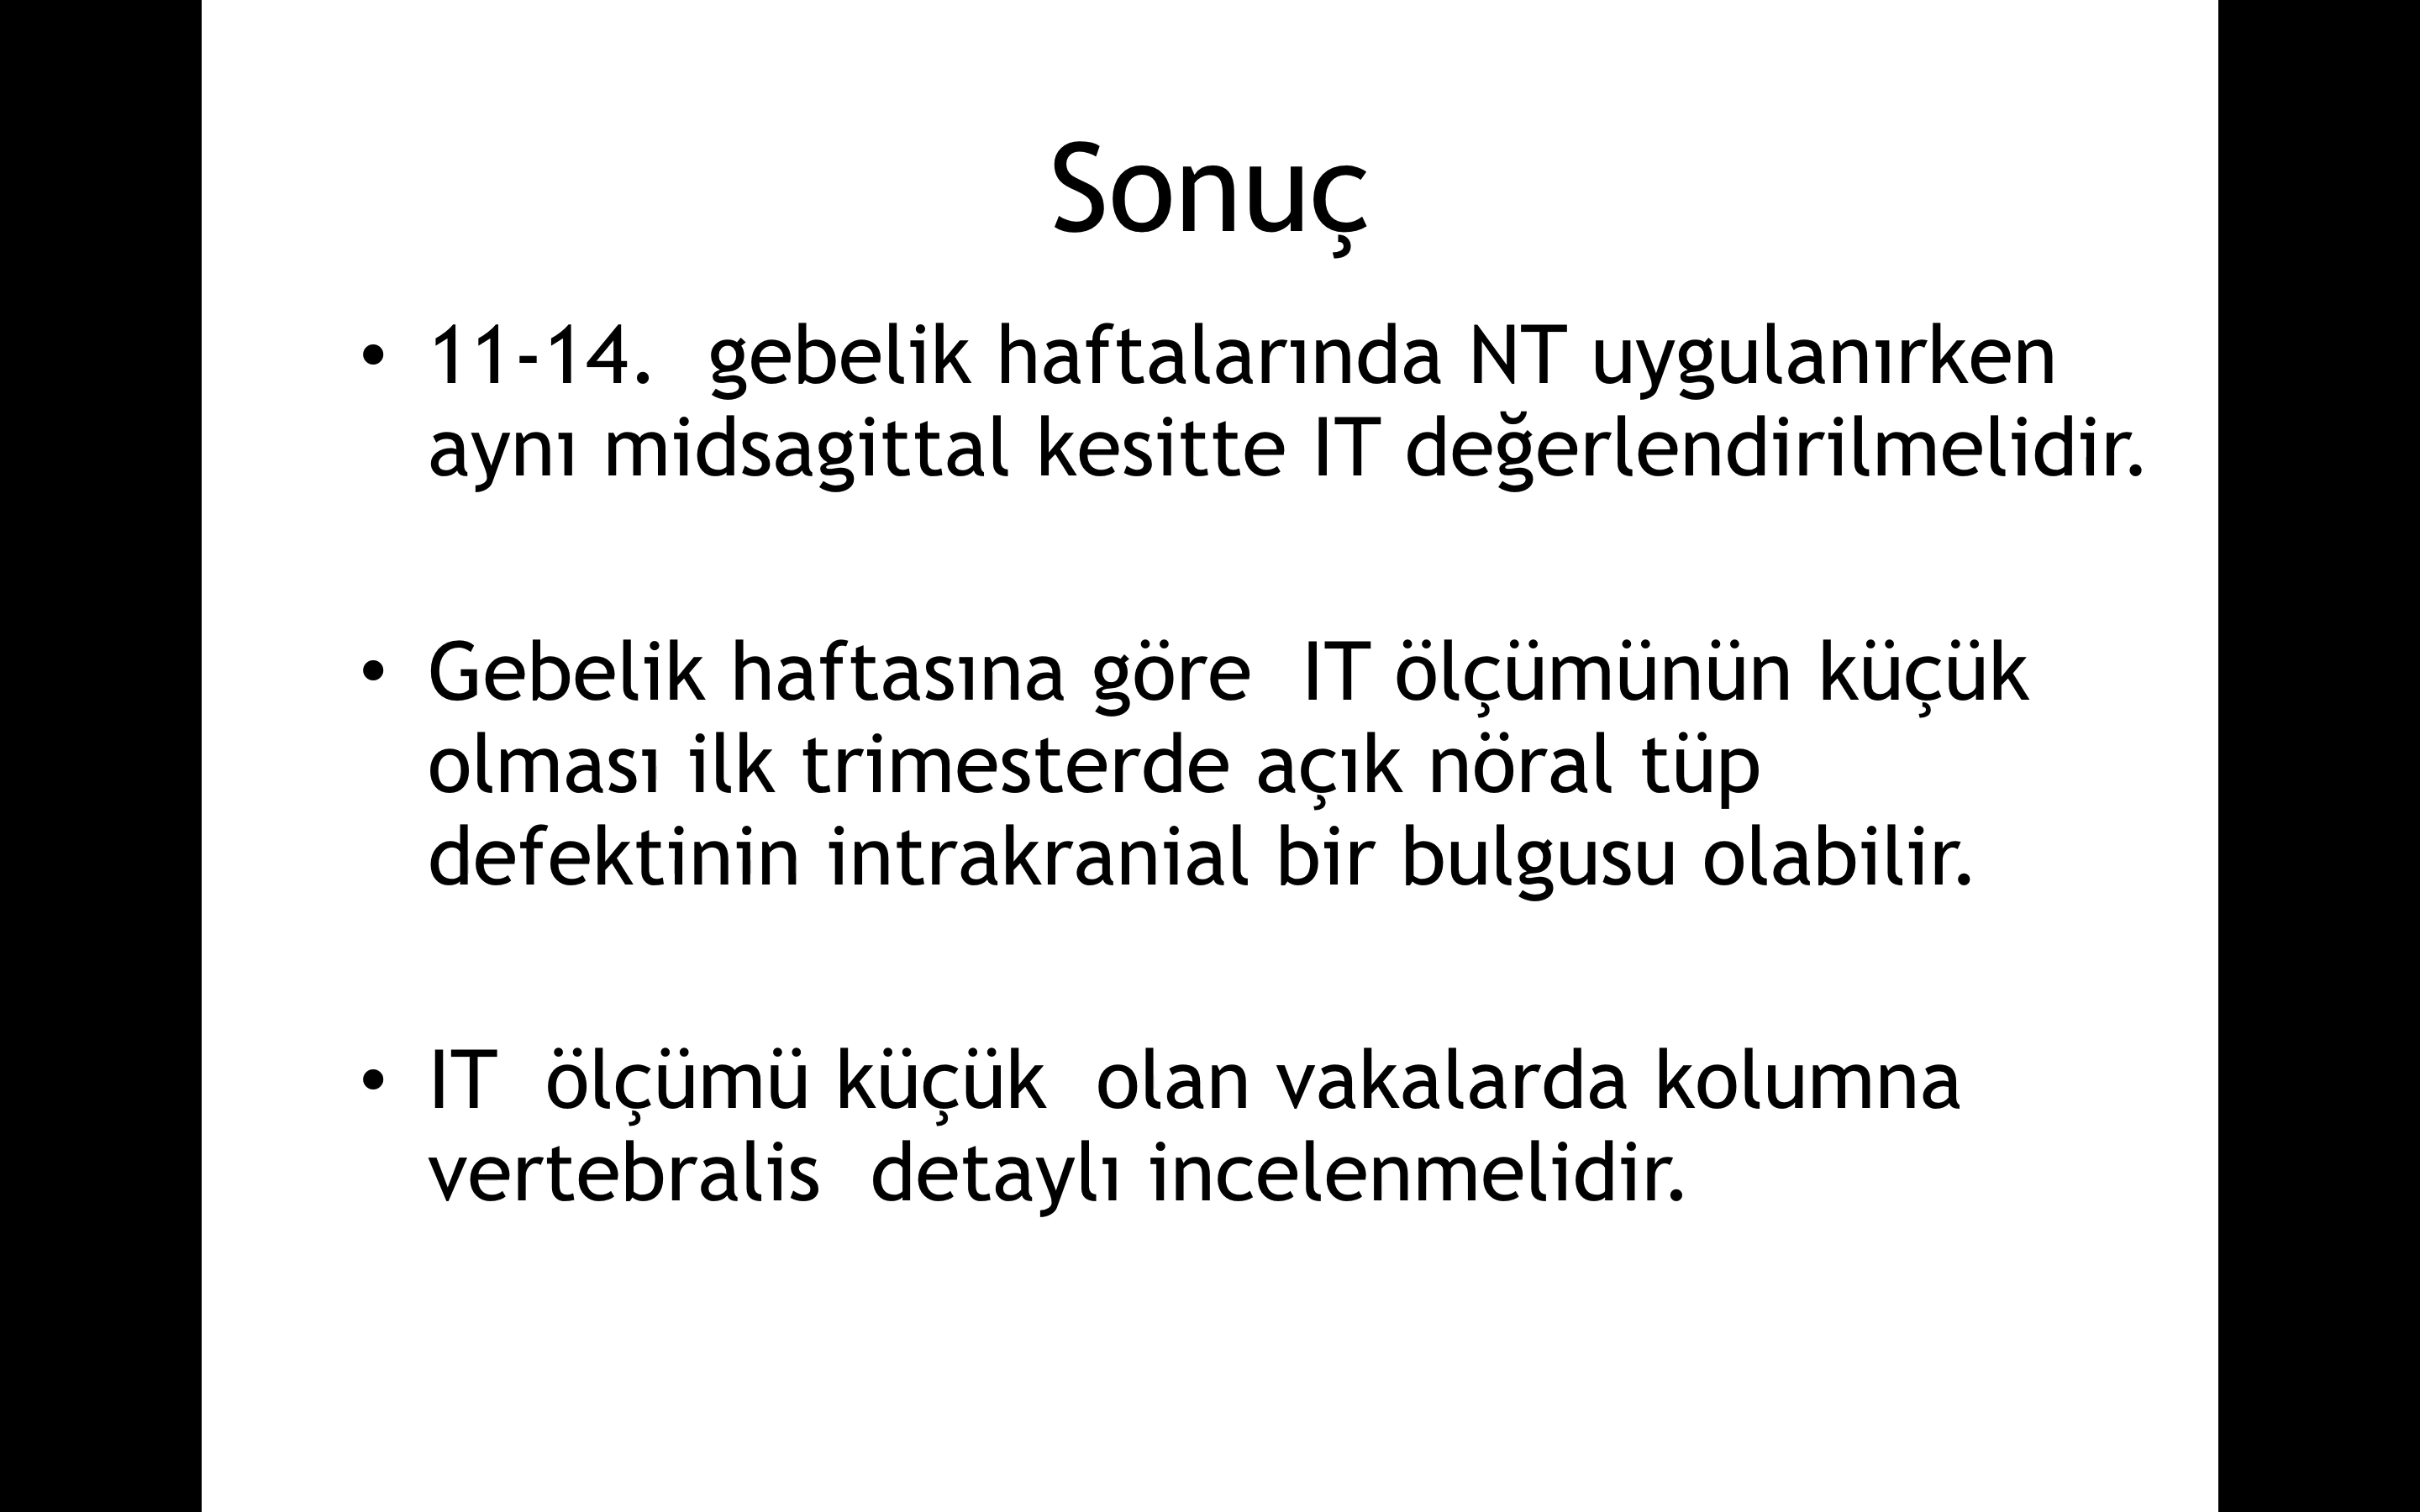 Sonuç
• 11-14.  gebelik haftalarında NT uygulanırken
aynı midsagittal kesitte IT değerlendirilmelidir.
• Gebelik haftasına göre  IT ölçümünün küçük
olması ilk trimesterde açık nöral tüp
defektinin intrakranial bir bulgusu olabilir.
• IT  ölçümü küçük  olan vakalarda kolumna
vertebralis  detaylı incelenmelidir.